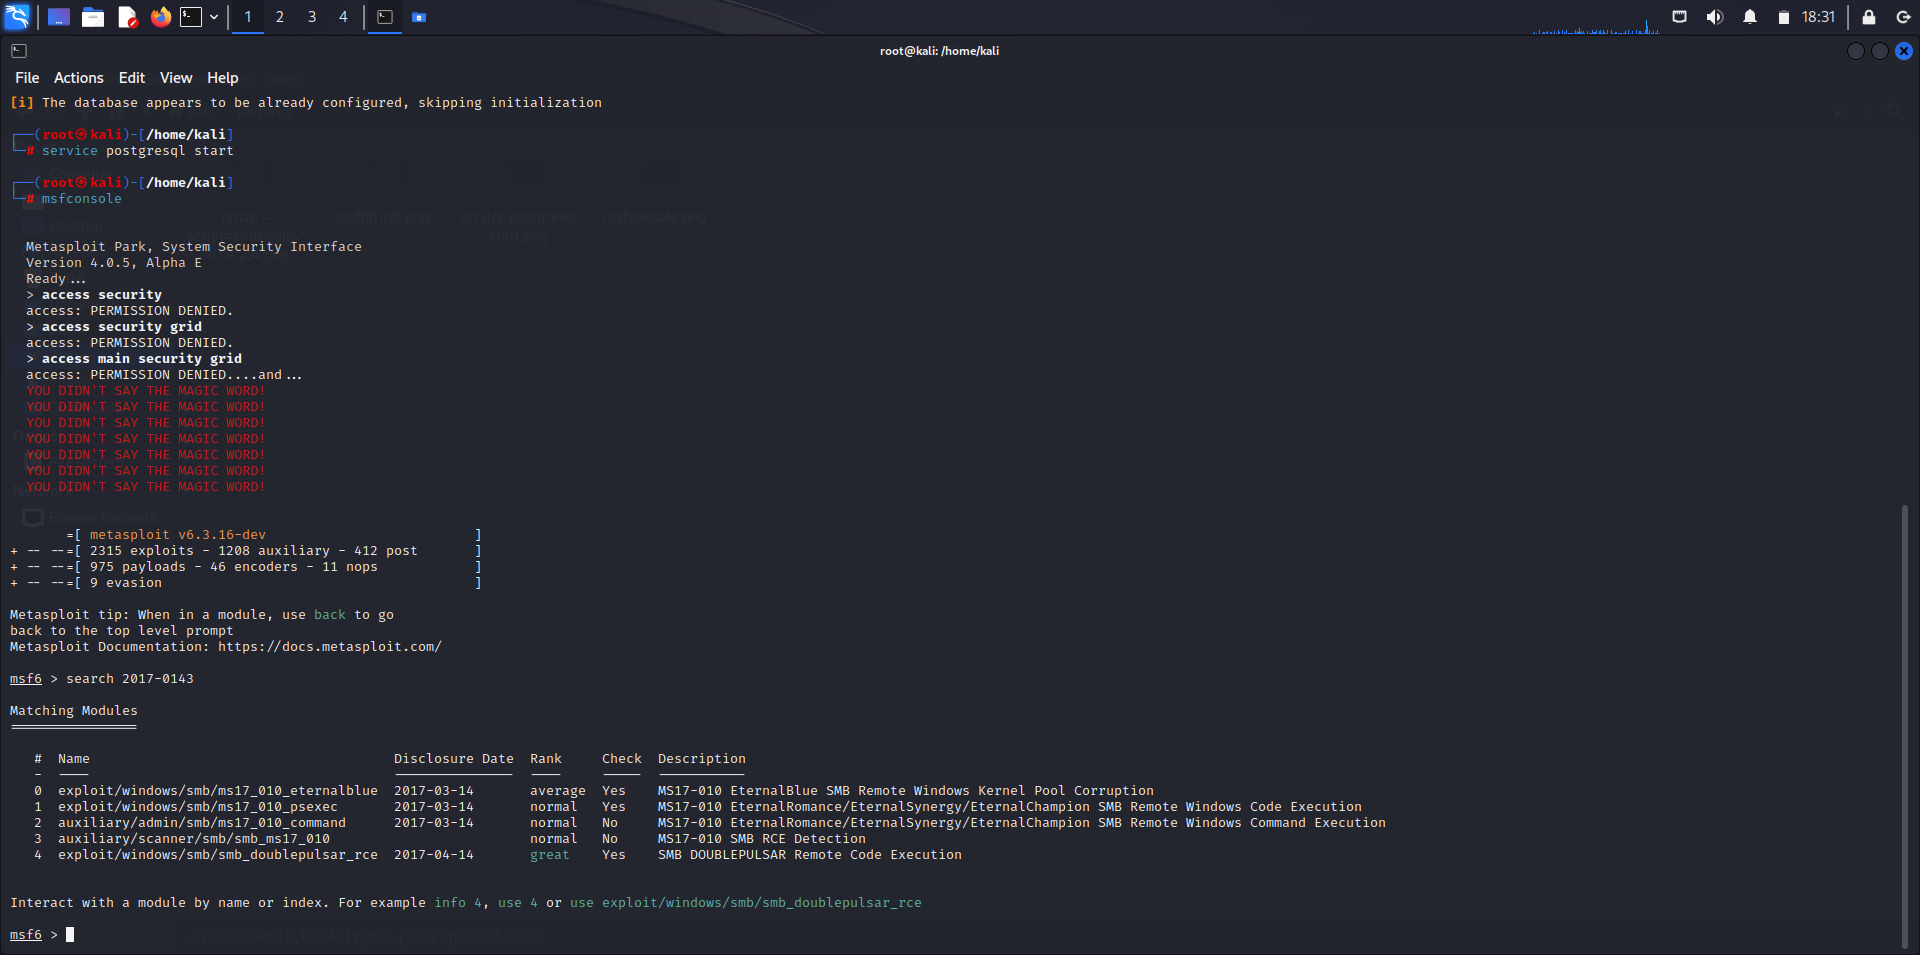 1 2 3 4 18:31
root@kali: /home/kali
File Actions Edit View Help
[i] The database appears to be already configured, skipping initialization
┌──(root㉿kali)-[/home/kali]
└─# service postgresql start
┌──(root㉿kali)-[/home/kali]
└─# msfconsole
Metasploit Park, System Security Interface
Version 4.0.5, Alpha E
Ready...
> access security
access: PERMISSION DENIED.
> access security grid
access: PERMISSION DENIED.
> access main security grid
access: PERMISSION DENIED....and...
YOU DIDN'T SAY THE MAGIC WORD!
YOU DIDN'T SAY THE MAGIC WORD!
YOU DIDN'T SAY THE MAGIC WORD!
YOU DIDN'T SAY THE MAGIC WORD!
YOU DIDN'T SAY THE MAGIC WORD!
YOU DIDN'T SAY THE MAGIC WORD!
YOU DIDN'T SAY THE MAGIC WORD!
=[ metasploit v6.3.16-dev ]
+ -- --=[ 2315 exploits - 1208 auxiliary - 412 post ]
+ -- --=[ 975 payloads - 46 encoders - 11 nops ]
+ -- --=[ 9 evasion ]
Metasploit tip: When in a module, use back to go
back to the top level prompt
Metasploit Documentation: https://docs.metasploit.com/
msf6 > search 2017-0143
Matching Modules
================
# Name Disclosure Date Rank Check Description
- ---- --------------- ---- ----- -----------
0 exploit/windows/smb/ms17_010_eternalblue 2017-03-14 average Yes MS17-010 EternalBlue SMB Remote Windows Kernel Pool Corruption
1 exploit/windows/smb/ms17_010_psexec 2017-03-14 normal Yes MS17-010 EternalRomance/EternalSynergy/EternalChampion SMB Remote Windows Code Execution
2 auxiliary/admin/smb/ms17_010_command 2017-03-14 normal No MS17-010 EternalRomance/EternalSynergy/EternalChampion SMB Remote Windows Command Execution
3 auxiliary/scanner/smb/smb_ms17_010 normal No MS17-010 SMB RCE Detection
4 exploit/windows/smb/smb_doublepulsar_rce 2017-04-14 great Yes SMB DOUBLEPULSAR Remote Code Execution
Interact with a module by name or index. For example info 4, use 4 or use exploit/windows/smb/smb_doublepulsar_rce
msf6 >